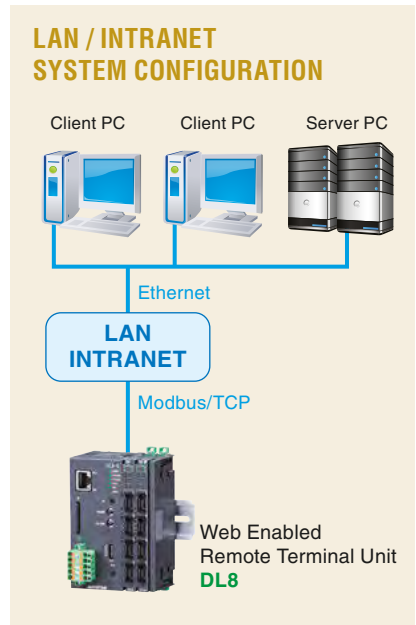 LAN / INTRANET
SYSTEM CONFIGURATION
Client PC
Client PC
Server PC
Ethernet
LAN
INTRANET
Modbus/TCP
Web Enabled
Remote Terminal Unit
DL8